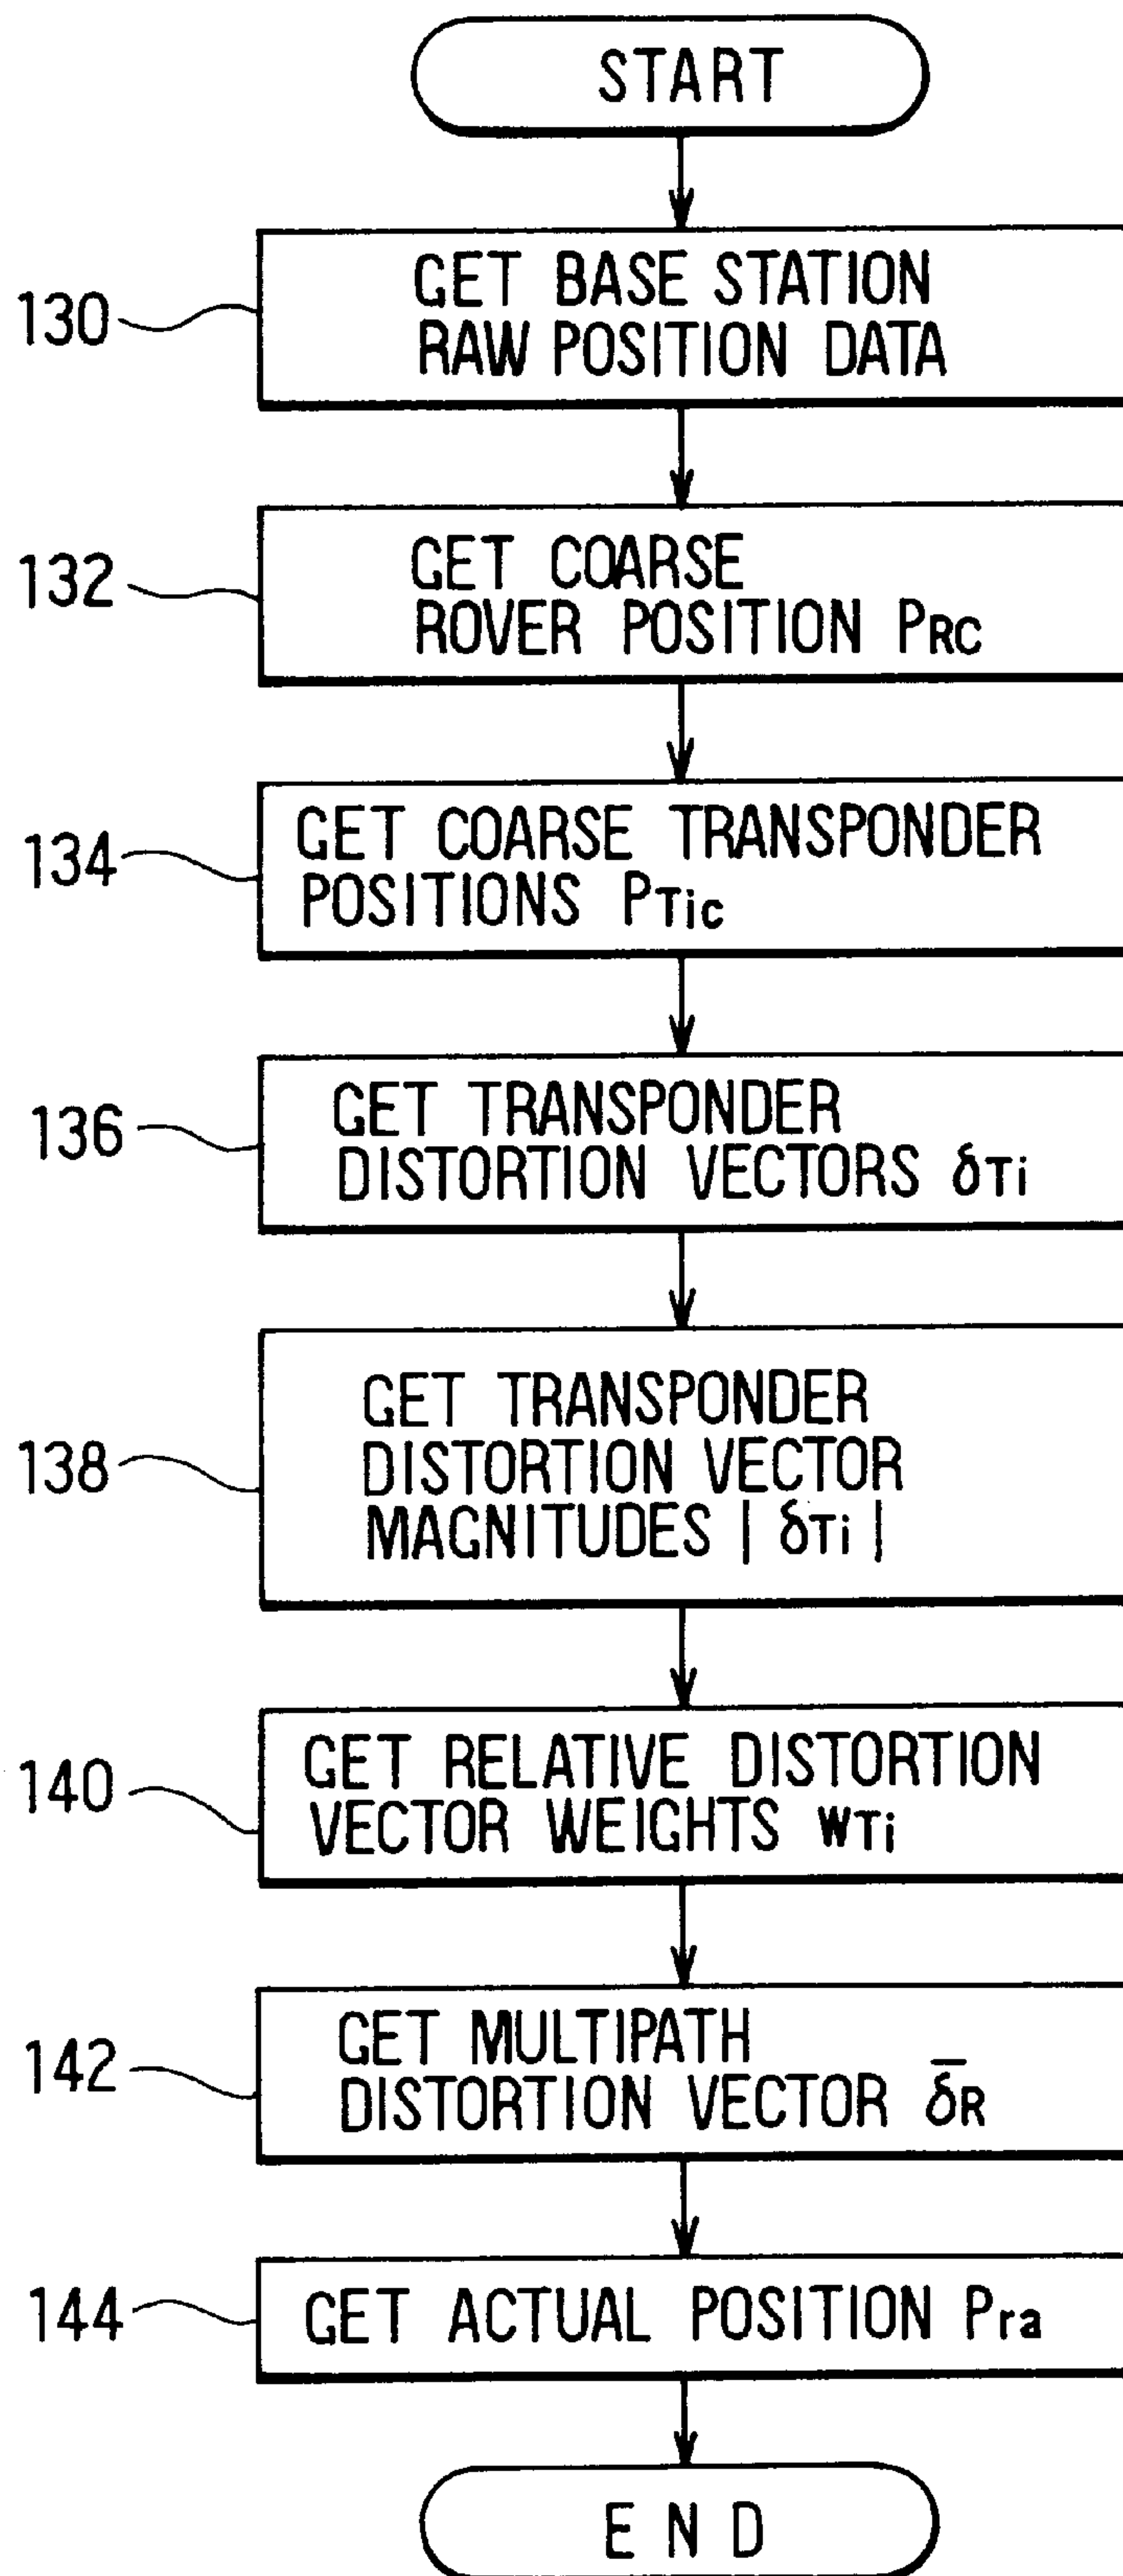 START
130
GET BASE STATION
RAW POSITION DATA
132
GET COARSE
ROVER POSITION PRC
134
GET COARSE TRANSPONDER
POSITIONS PTic
136
GET TRANSPONDER
DISTORTION VECTORS δTi
138
GET TRANSPONDER
DISTORTION VECTOR
MAGNITUDES | δTi |
140
GET RELATIVE DISTORTION
VECTOR WEIGHTS wTi
142
GET MULTIPATH
DISTORTION VECTOR δ̄R
144
GET ACTUAL POSITION Pra
END